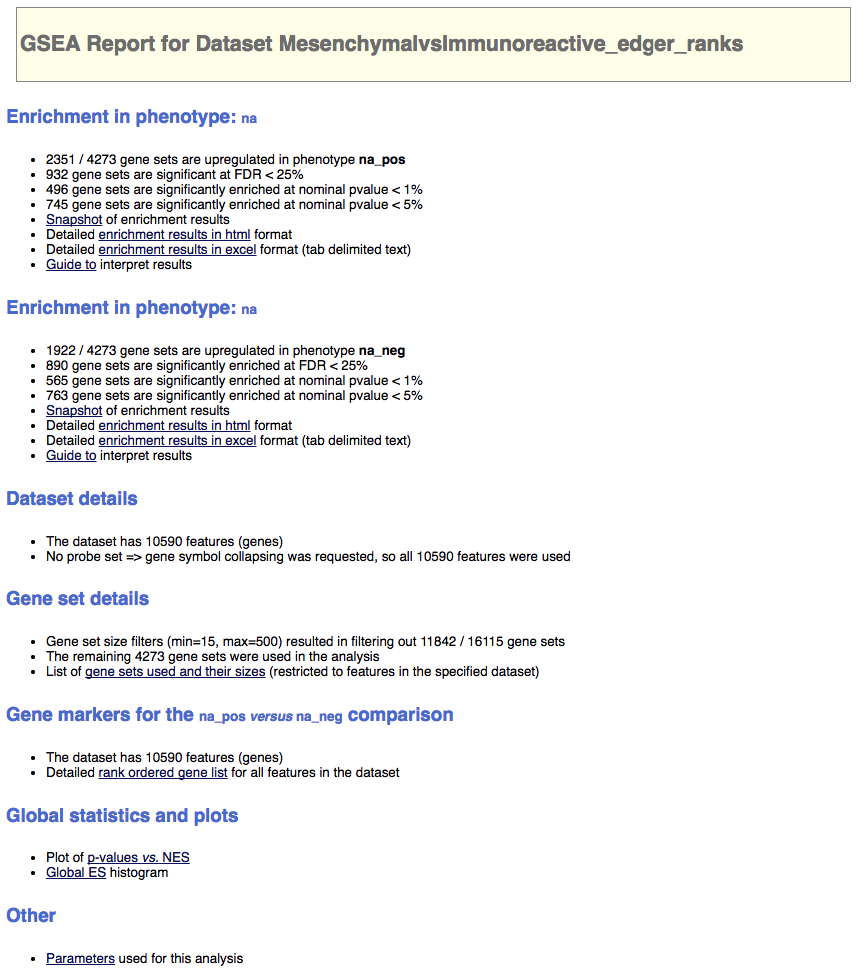 GSEA Report for Dataset MesenchymalvsImmunoreactive_edger_ranks
Enrichment in phenotype: na
2351 / 4273 gene sets are upregulated in phenotype na_pos
932 gene sets are significant at FDR < 25%
496 gene sets are significantly enriched at nominal pvalue < 1%
745 gene sets are significantly enriched at nominal pvalue < 5%
Snapshot of enrichment results
Detailed enrichment results in html format
Detailed enrichment results in excel format (tab delimited text)
Guide to interpret results
Enrichment in phenotype: na
1922 / 4273 gene sets are upregulated in phenotype na_neg
890 gene sets are significantly enriched at FDR < 25%
565 gene sets are significantly enriched at nominal pvalue < 1%
763 gene sets are significantly enriched at nominal pvalue < 5%
Snapshot of enrichment results
Detailed enrichment results in html format
Detailed enrichment results in excel format (tab delimited text)
Guide to interpret results
Dataset details
The dataset has 10590 features (genes)
No probe set => gene symbol collapsing was requested, so all 10590 features were used
Gene set details
Gene set size filters (min=15, max=500) resulted in filtering out 11842 / 16115 gene sets
The remaining 4273 gene sets were used in the analysis
List of gene sets used and their sizes (restricted to features in the specified dataset)
Gene markers for the na_pos versus na_neg comparison
The dataset has 10590 features (genes)
Detailed rank ordered gene list for all features in the dataset
Global statistics and plots
Plot of p-values vs. NES
Global ES histogram
Other
Parameters used for this analysis